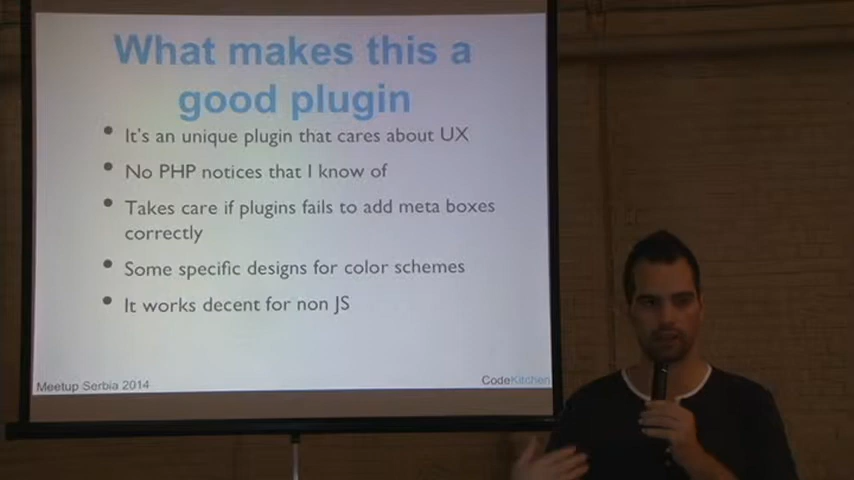 What makes this a
good plugin
• It's an unique plugin that cares about UX
• No PHP notices that I know of
• Takes care if plugins fails to add meta boxes
correctly
• Some specific designs for color schemes
• It works decent for non JS
Meetup Serbia 2014
CodeKitchen